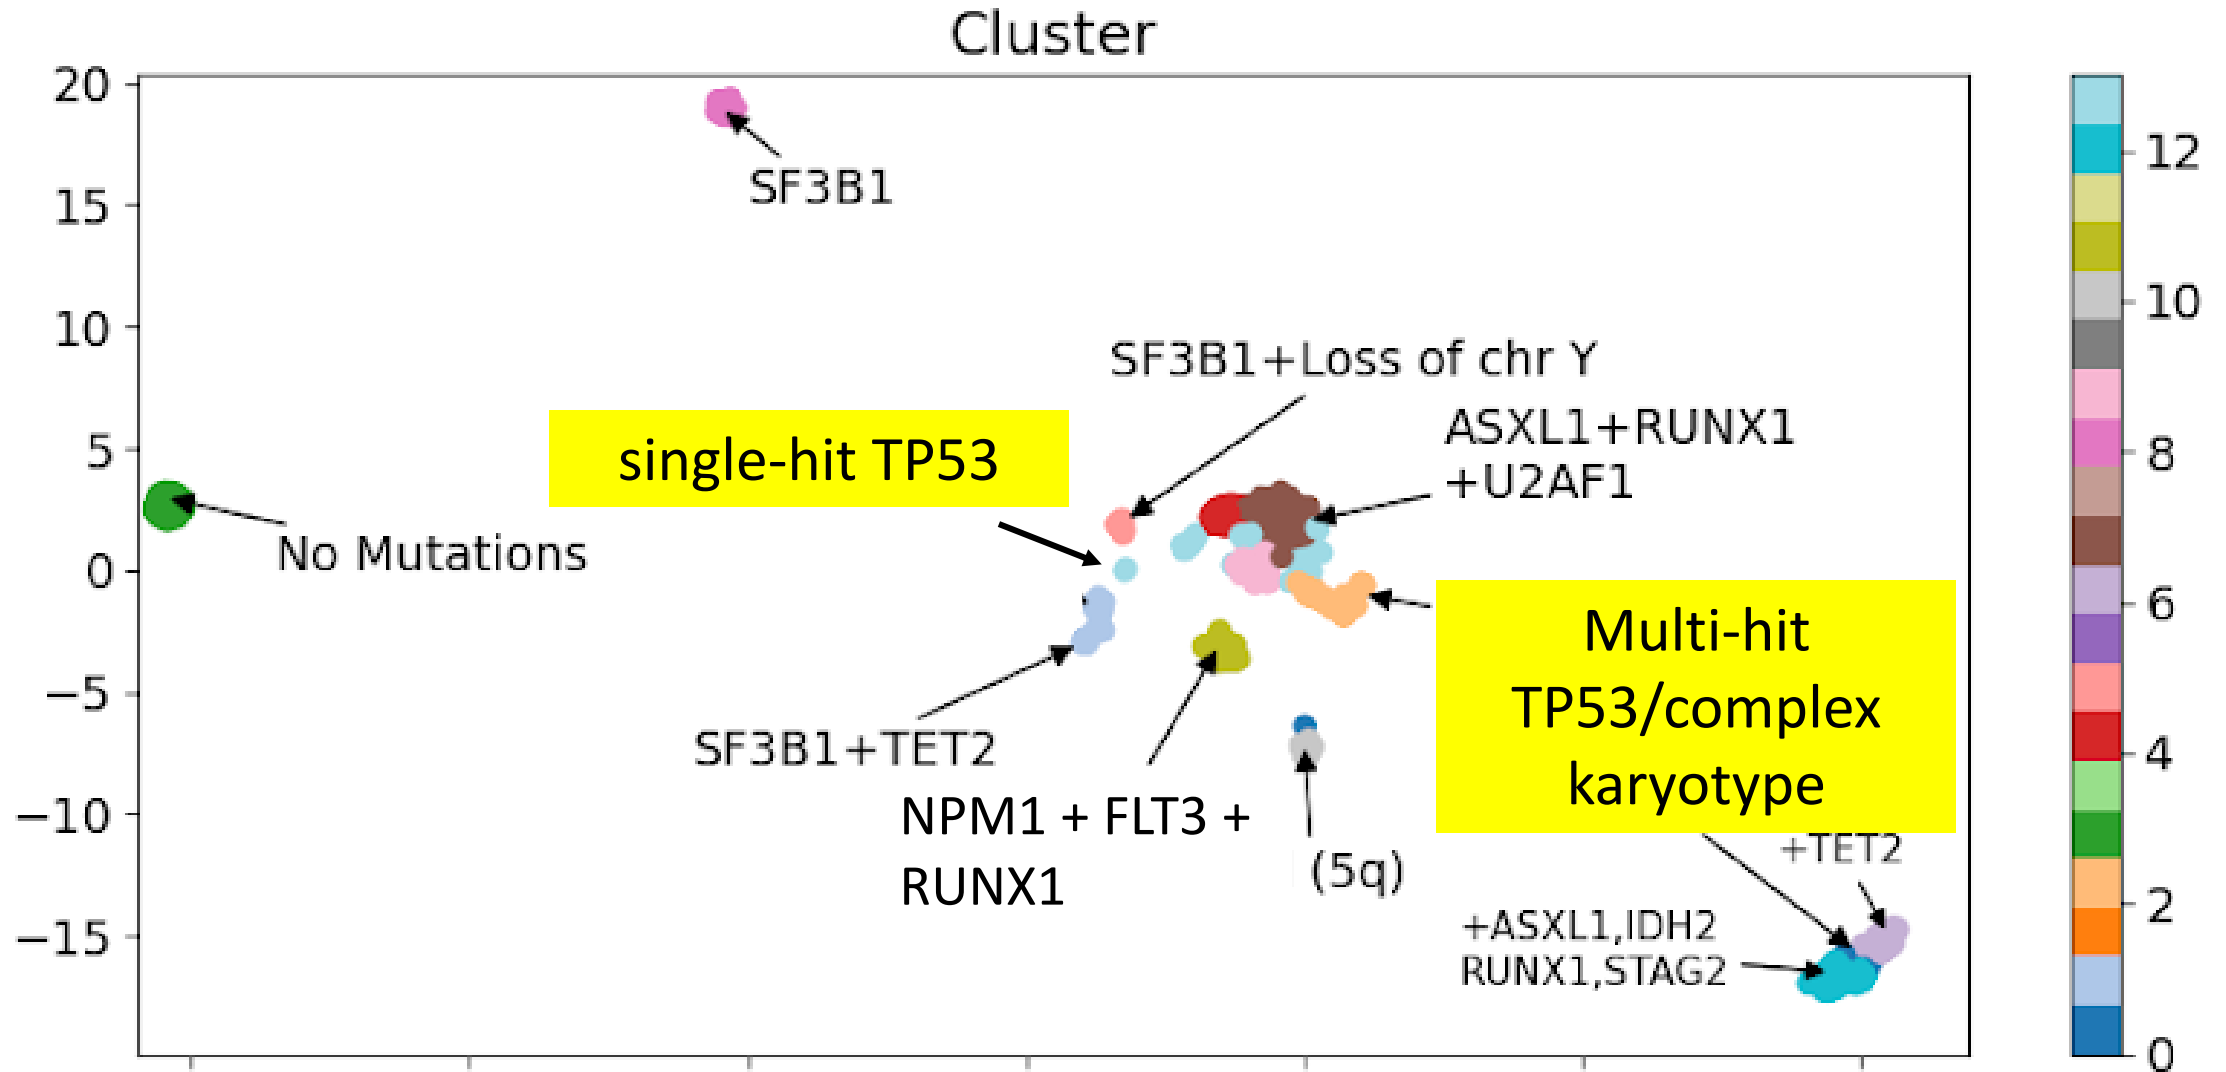 Cluster
20
15
10
5
0
−5
−10
−15
SF3B1
SF3B1+Loss of chr Y
ASXL1+RUNX1
+U2AF1
single-hit TP53
No Mutations
Multi-hit
TP53/complex
karyotype
SF3B1+TET2
NPM1 + FLT3 +
RUNX1
(5q)
+TET2
+ASXL1,IDH2
RUNX1,STAG2
12
10
8
6
4
2
0